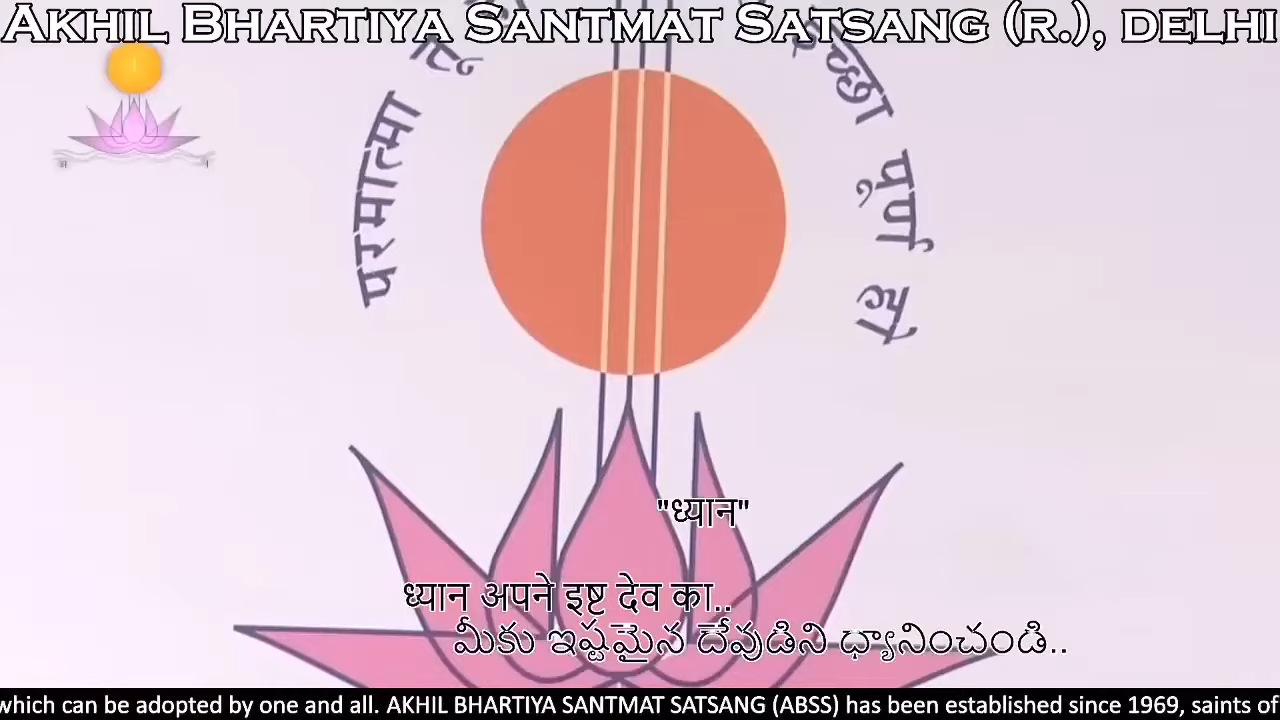 AKHIL BHARTIYA SANTMAT SATSANG (R.), DELHI
परमात्मा
इच्छा पूर्ण हो
"ध्यान"
ध्यान अपने इष्ट देव का..
మీకు ఇష్టమైన దేవుడిని ధ్యానించండి..
which can be adopted by one and all. AKHIL BHARTIYA SANTMAT SATSANG (ABSS) has been established since 1969, saints of